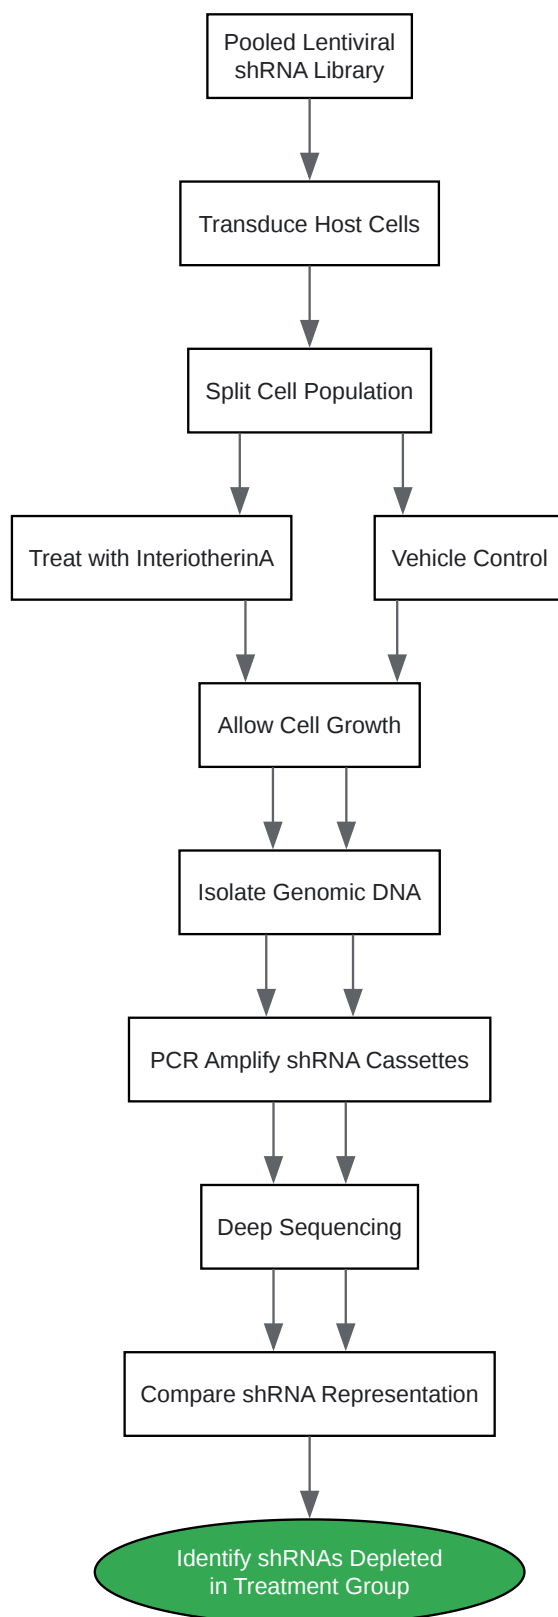 Pooled Lentiviral
shRNA Library
Transduce Host Cells
Split Cell Population
Treat with InteriotherinA
Vehicle Control
Allow Cell Growth
Isolate Genomic DNA
PCR Amplify shRNA Cassettes
Deep Sequencing
Compare shRNA Representation
Identify shRNAs Depleted
in Treatment Group